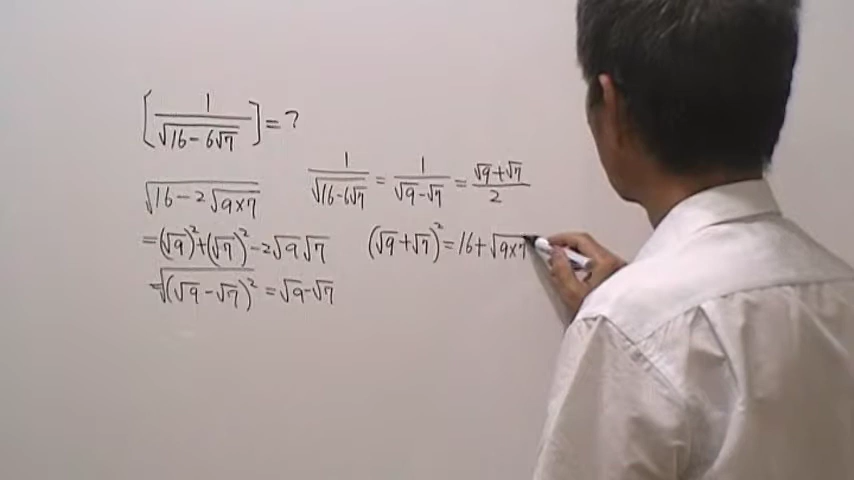 [1/√(16-6√7)] = ?
√(16-2√(9×7))
1/√(16-6√7) = 1/(√9-√7) = (√9+√7)/2
=(√9)²+(√7)²-2√9√7
(√9+√7)²=16+√(9×7
=√((√9-√7)²) =√9-√7